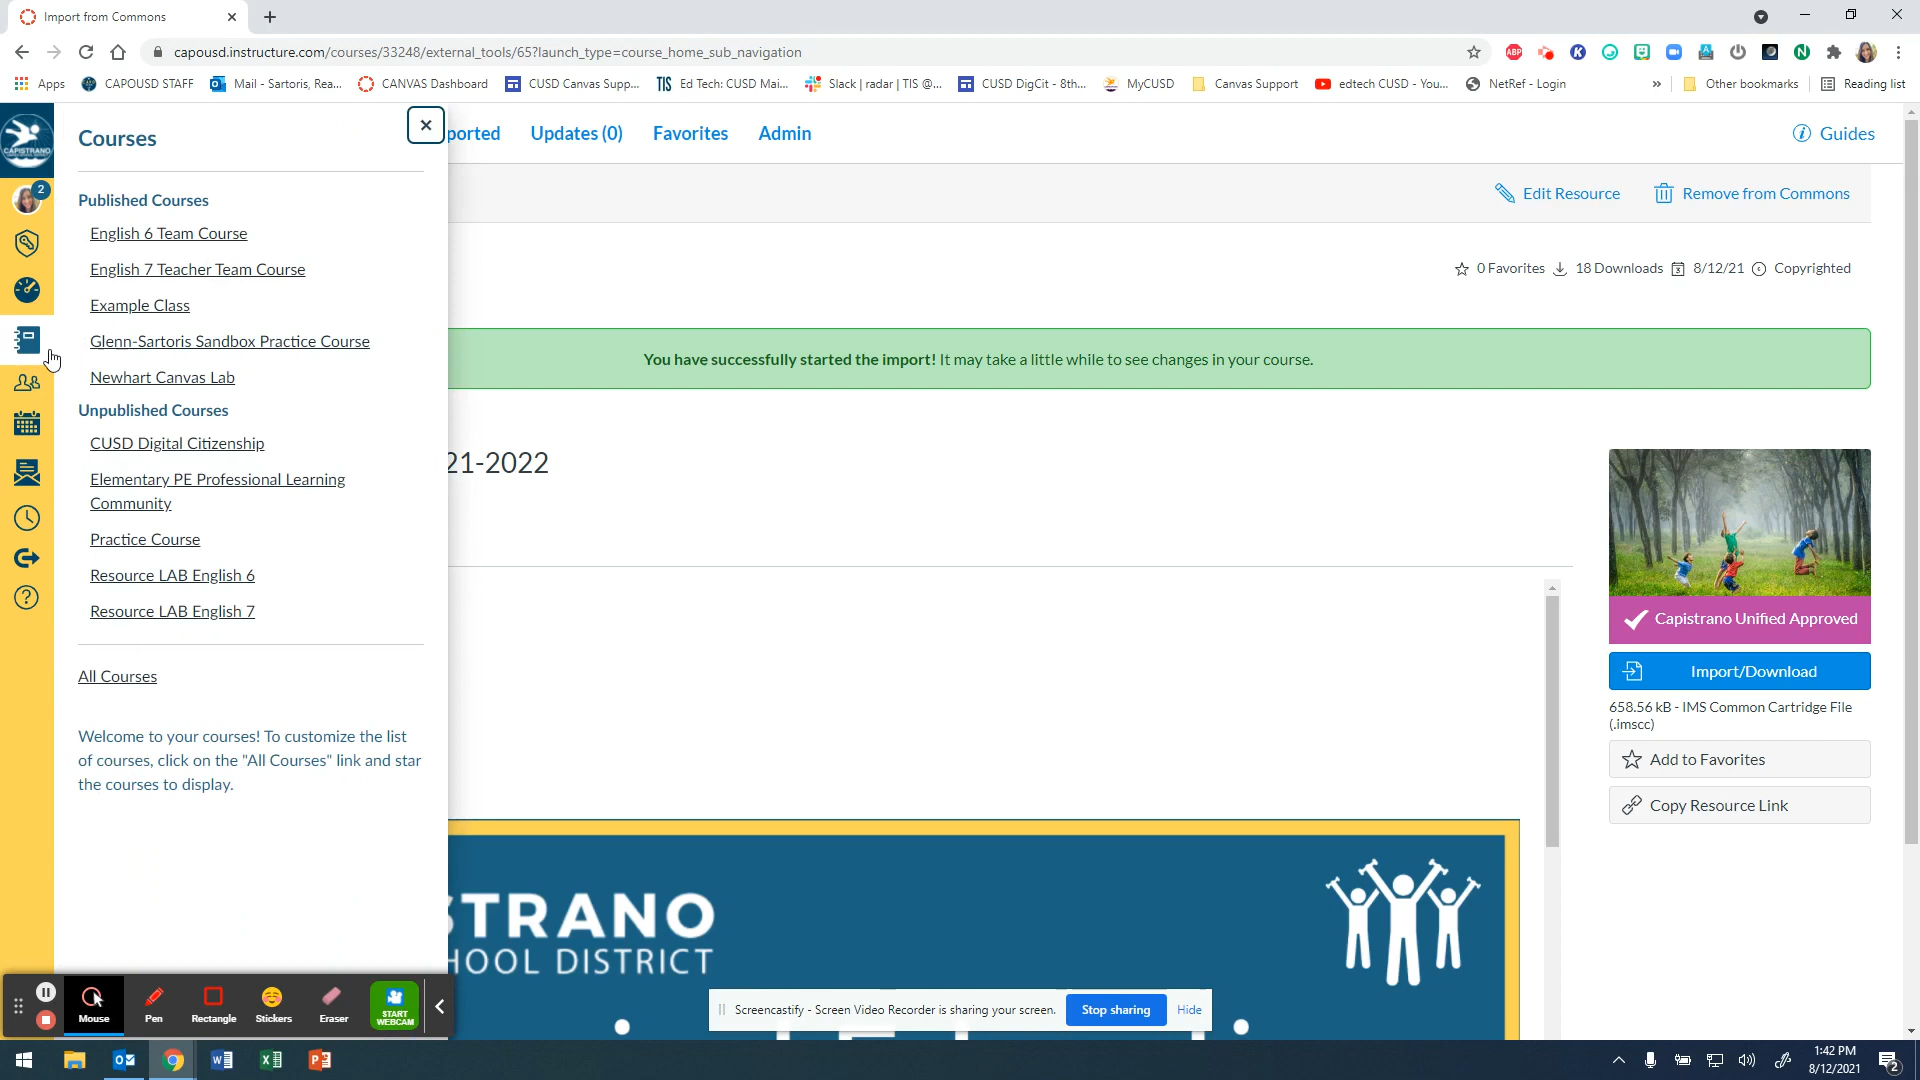 Import from Commons
capousd.instructure.com/courses/33248/external_tools/65?launch_type=course_home_sub_navigation
ABP
K
N
Apps
CAPOUSD STAFF
Mail - Sartoris, Rea...
CANVAS Dashboard
CUSD Canvas Supp...
TIS
Ed Tech: CUSD Mai...
Slack | radar | TIS @...
CUSD DigCit - 8th...
MyCUSD
Canvas Support
edtech CUSD - You...
NetRef - Login
»
Other bookmarks
Reading list
CAPISTRANO
2
Courses
ported
Updates (0)
Favorites
Admin
Guides
Edit Resource
Remove from Commons
Published Courses
English 6 Team Course
English 7 Teacher Team Course
Example Class
Glenn-Sartoris Sandbox Practice Course
Newhart Canvas Lab
Unpublished Courses
CUSD Digital Citizenship
Elementary PE Professional Learning
Community
Practice Course
Resource LAB English 6
Resource LAB English 7
All Courses
Welcome to your courses! To customize the list
of courses, click on the "All Courses" link and star
the courses to display.
0 Favorites
18 Downloads
8/12/21
Copyrighted
You have successfully started the import! It may take a little while to see changes in your course.
21-2022
Capistrano Unified Approved
Import/Download
658.56 kB - IMS Common Cartridge File
(.imscc)
Add to Favorites
Copy Resource Link
STRANO
HOOL DISTRICT
Mouse
Pen
Rectangle
Stickers
Eraser
START
WEBCAM
Screencastify - Screen Video Recorder is sharing your screen.
Stop sharing
Hide
1:42 PM
8/12/2021
2